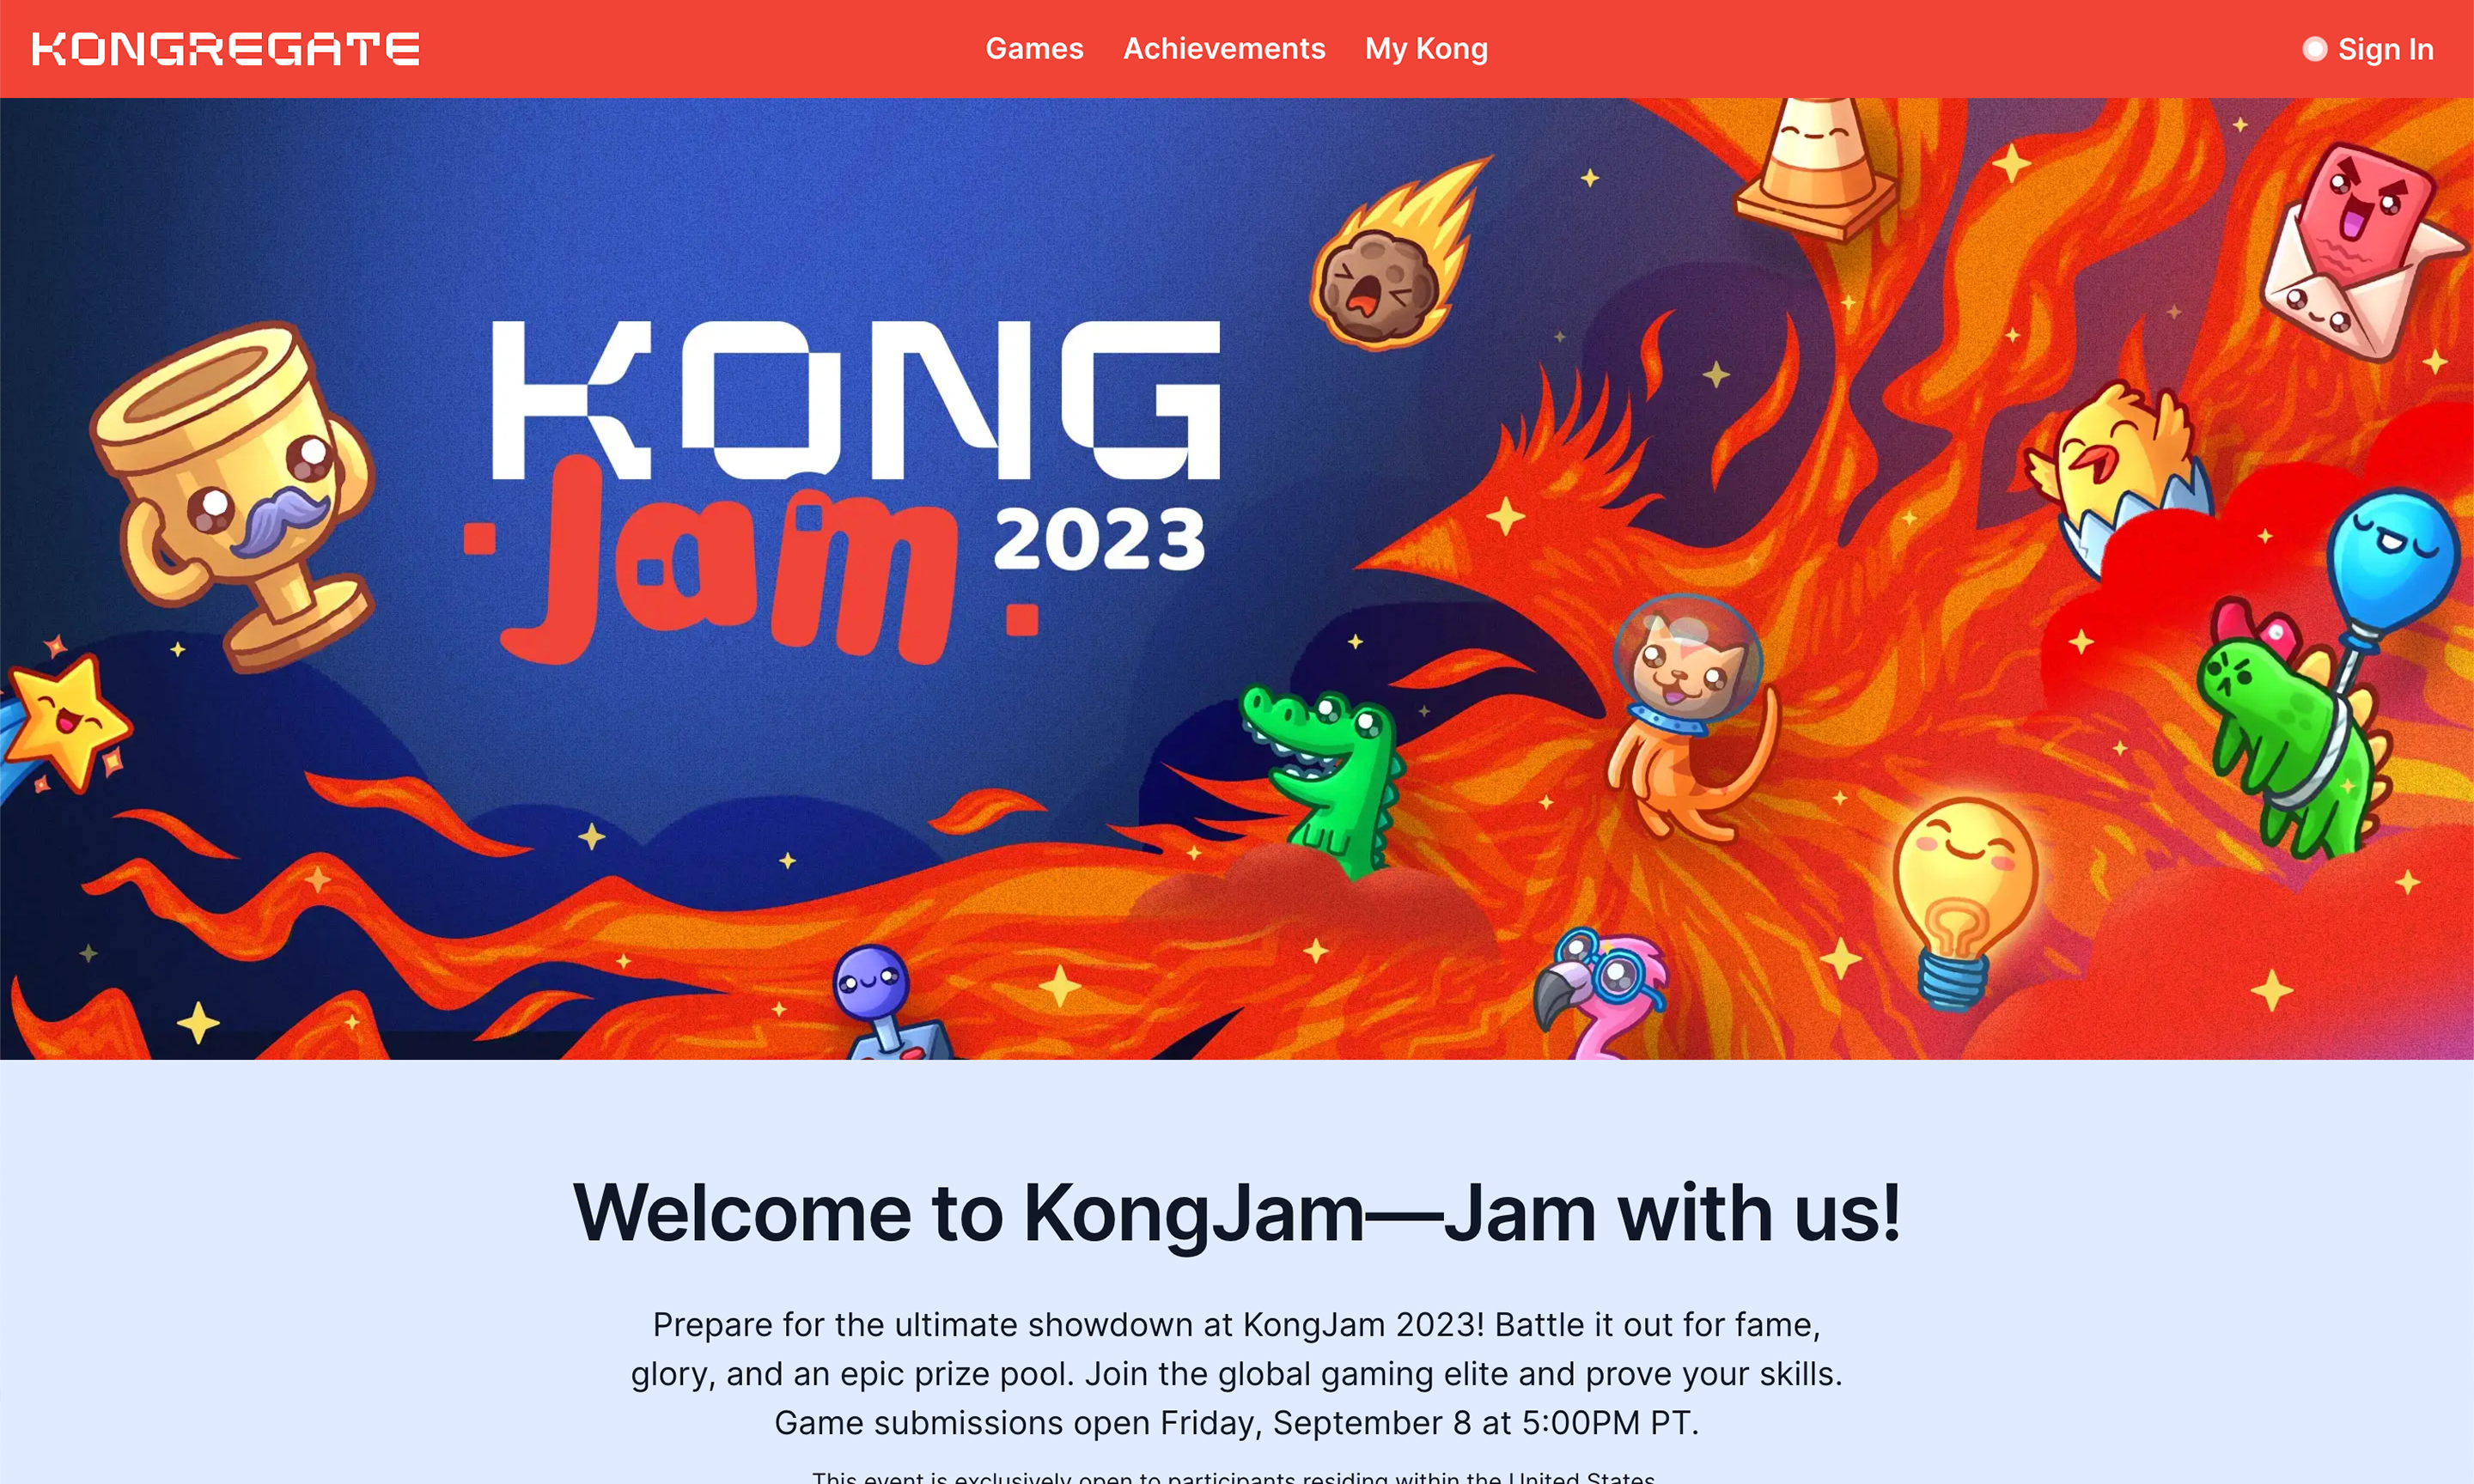 KONGREGATE
Games Achievements My Kong
Sign In
KONG
Jam 2023
Welcome to KongJam—Jam with us!
Prepare for the ultimate showdown at KongJam 2023! Battle it out for fame,
glory, and an epic prize pool. Join the global gaming elite and prove your skills.
Game submissions open Friday, September 8 at 5:00PM PT.
This event is exclusively open to participants residing within the United States